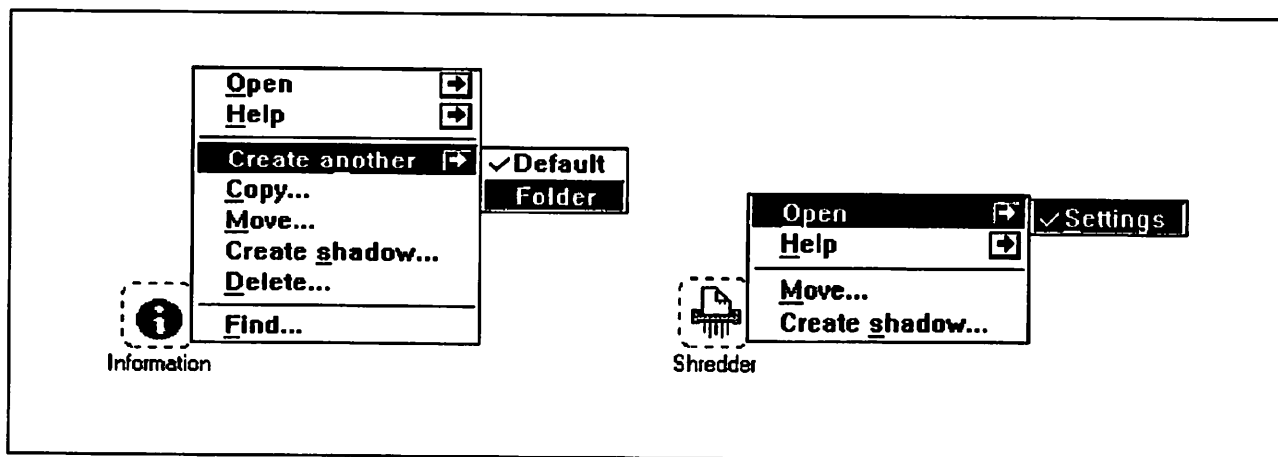 Open
Help
Create another
Copy...
Move...
Create shadow...
Delete...
Find...
✓Default
Folder
Information
Open
Help
Move...
Create shadow...
✓Settings
Shredder